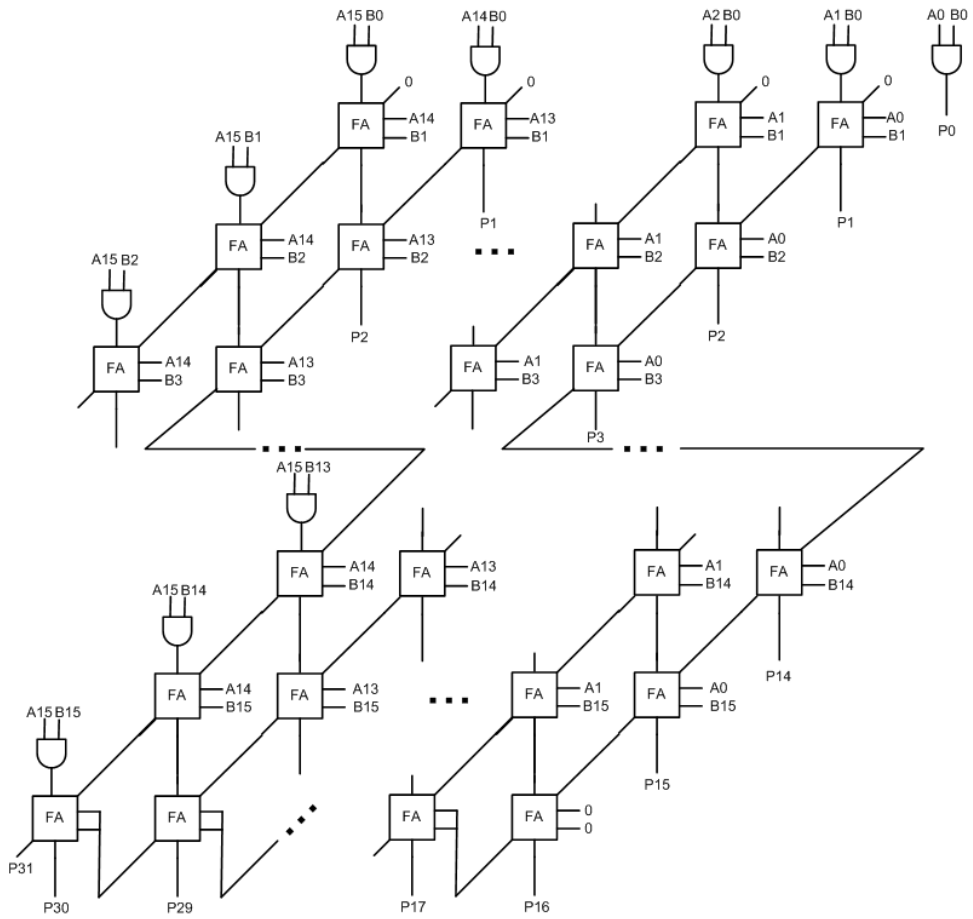 A15 B0 A14 B0 A2 B0 A1 B0 A0 B0
0 0 0 0
FA A14 B1 FA A13 B1 FA A1 B1 FA A0 B1 P0
A15 B1
P1 P1
FA A14 B2 FA A13 B2 FA A1 B2 FA A0 B2
A15 B2
P2 P2
FA A14 B3 FA A13 B3 FA A1 B3 FA A0 B3
P3
A15 B13
FA A14 B14 FA A13 B14 FA A1 B14 FA A0 B14
A15 B14
P14
FA A14 B15 FA A13 B15 FA A1 B15 FA A0 B15
A15 B15
P15
FA FA FA FA 0 0
P31
P30 P29 P17 P16